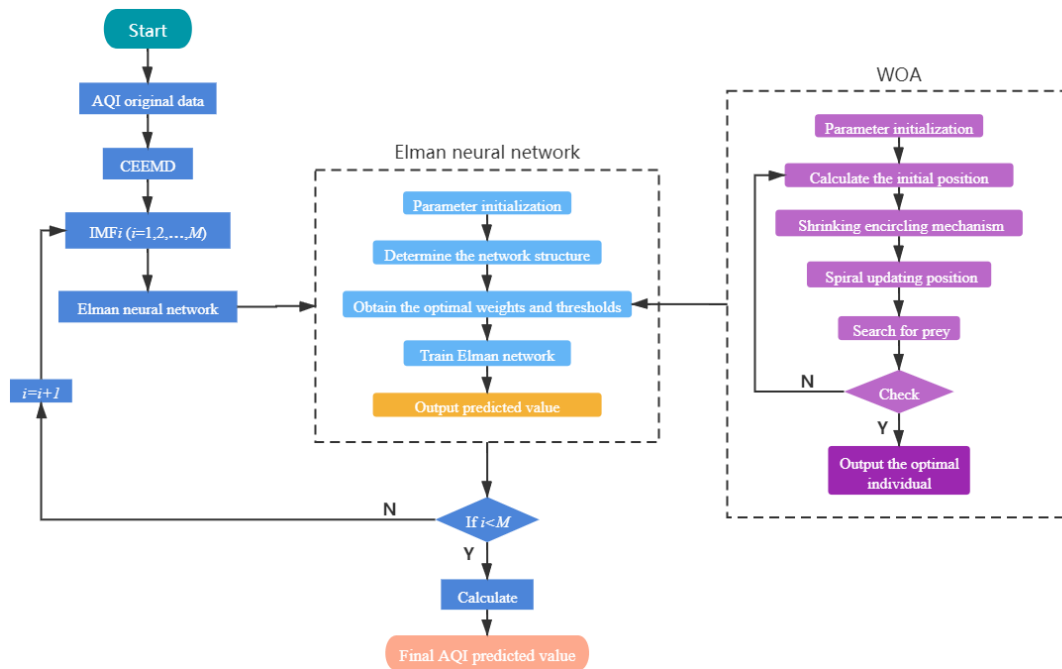 Start
AQI original data
CEEMD
IMFi (i=1,2,…,M)
Elman neural network
i=i+1
Elman neural network
Parameter initialization
Determine the network structure
Obtain the optimal weights and thresholds
Train Elman network
Output predicted value
N
If i<M
Y
Calculate
Final AQI predicted value
WOA
Parameter initialization
Calculate the initial position
Shrinking encircling mechanism
Spiral updating position
Search for prey
N
Check
Y
Output the optimal
individual